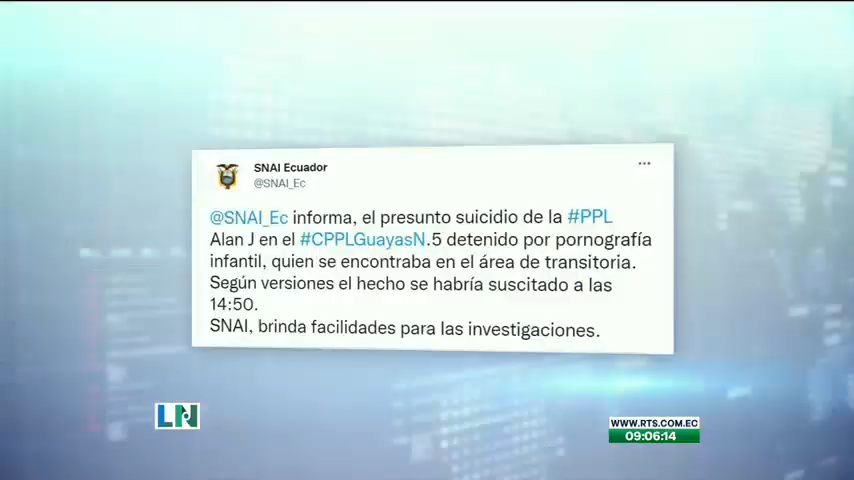 SNAI Ecuador
@SNAI_Ec
@SNAI_Ec informa, el presunto suicidio de la #PPL
Alan J en el #CPPLGuayasN.5 detenido por pornografía
infantil, quien se encontraba en el área de transitoria.
Según versiones el hecho se habría suscitado a las
14:50.
SNAI, brinda facilidades para las investigaciones.
LN
WWW.RTS.COM.EC
09:06:14